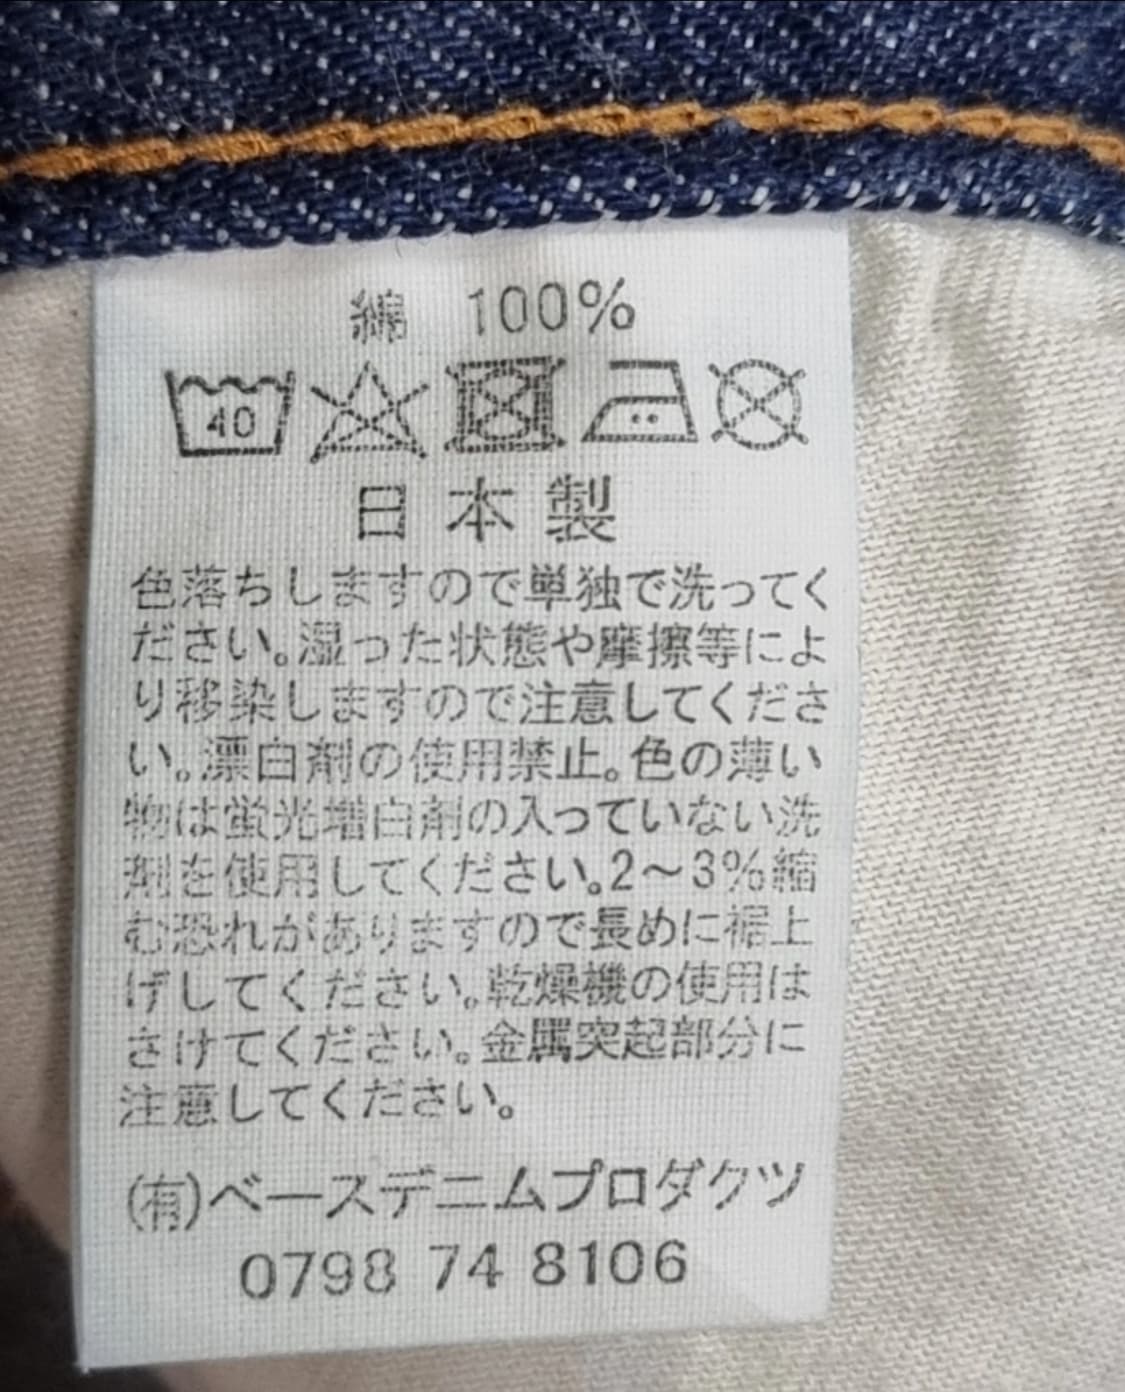 綿 100%
40
日本製
色落ちしますので単独で洗ってく
ださい。湿った状態や摩擦等によ
り移染しますので注意してくださ
い。漂白剤の使用禁止。色の薄い
物は蛍光増白剤の入っていない洗
剤を使用してください。2～3%縮
む恐れがありますので長めに裾上
げしてください。乾燥機の使用は
さけてください。金属突起部分に
注意してください。
(有)ベースデニムプロダクツ
0798 74 8106